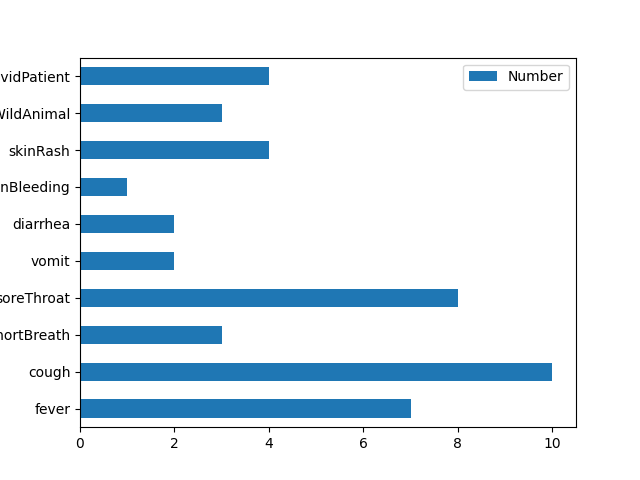 Number
vidPatient
WildAnimal
skinRash
nBleeding
diarrhea
vomit
soreThroat
hortBreath
cough
fever
0 2 4 6 8 10